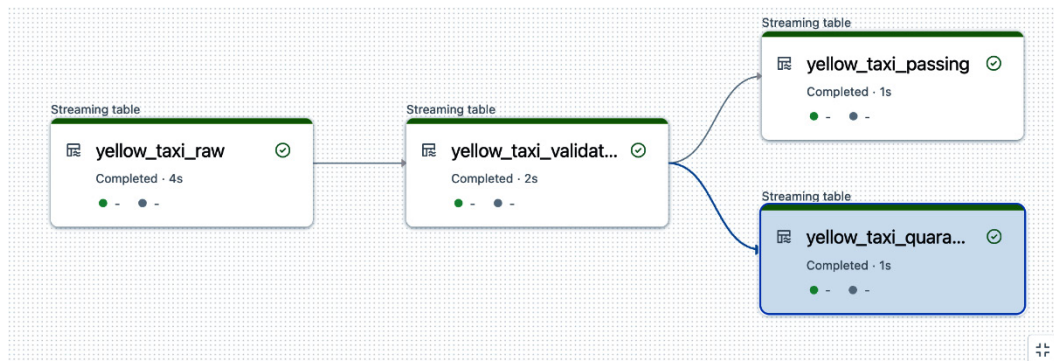 Streaming table
yellow_taxi_raw
Completed · 4s
- -
Streaming table
yellow_taxi_validat...
Completed · 2s
- -
Streaming table
yellow_taxi_passing
Completed · 1s
- -
Streaming table
yellow_taxi_quara...
Completed · 1s
- -